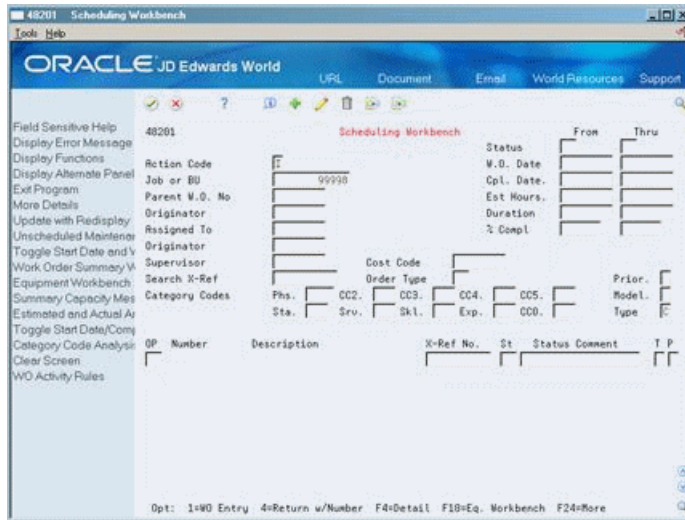 48201 Scheduling Workbench
Tools Help
ORACLE JD Edwards World
URL Document Email World Resources Support
Field Sensitive Help
Display Error Message
Display Functions
Display Alternate Panel
Exit Program
More Details
Update with Redisplay
Unscheduled Maintenan
Toggle Start Date and V
Work Order Summary W
Equipment Workbench
Summary Capacity Mes
Estimated and Actual A
Toggle Start Date/Comp
Category Code Analysis
Clear Screen
WO Activity Rules
48201 Scheduling Workbench From Thru
Status
Action Code I W.O. Date
Job or BU 99998 Cpl. Date.
Parent W.O. No Est Hours.
Originator Duration
Assigned To % Compl
Originator
Supervisor Cost Code
Search X-Ref Order Type Prior.
Category Codes Phs. CC2. CC3. CC4. CC5. Model.
Sta. Srv. Skl. Exp. CC0. Type C
OP Number Description X-Ref No. St Status Comment T P
Opt: 1=WO Entry 4=Return w/Number F4=Detail F18=Eq. Workbench F24=More